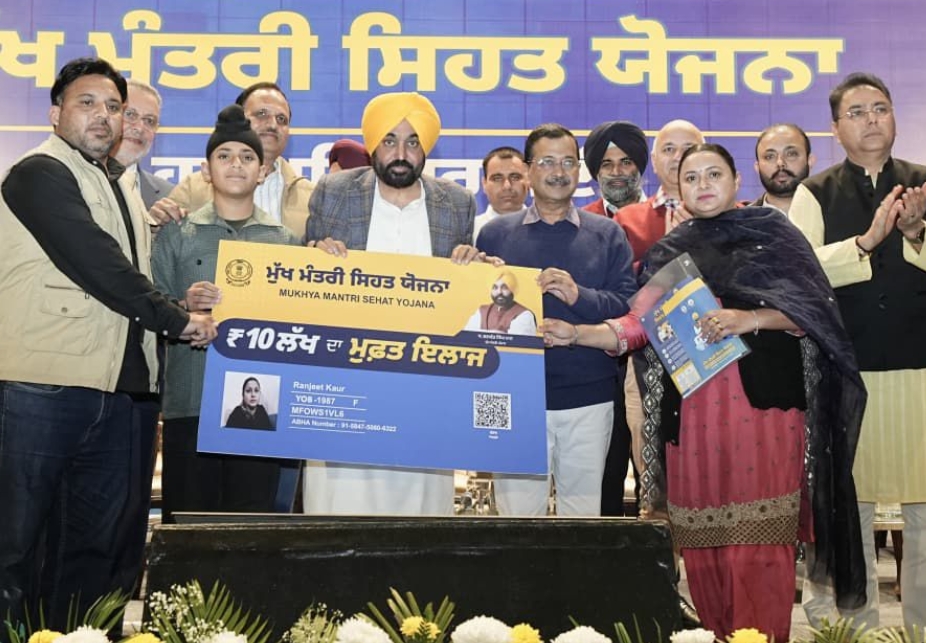 ਮੁੱਖ ਮੰਤਰੀ ਸਿਹਤ ਯੋਜਨਾ
ਮੁੱਖ ਮੰਤਰੀ ਸਿਹਤ ਯੋਜਨਾ
MUKHYA MANTRI SEHAT YOJANA
₹10 ਲੱਖ ਦਾ ਮੁਫ਼ਤ ਇਲਾਜ
Ranjeet Kaur
YOB -1987 F
MFOWS1VL6
ABHA Number : 91-5847-5080-4322